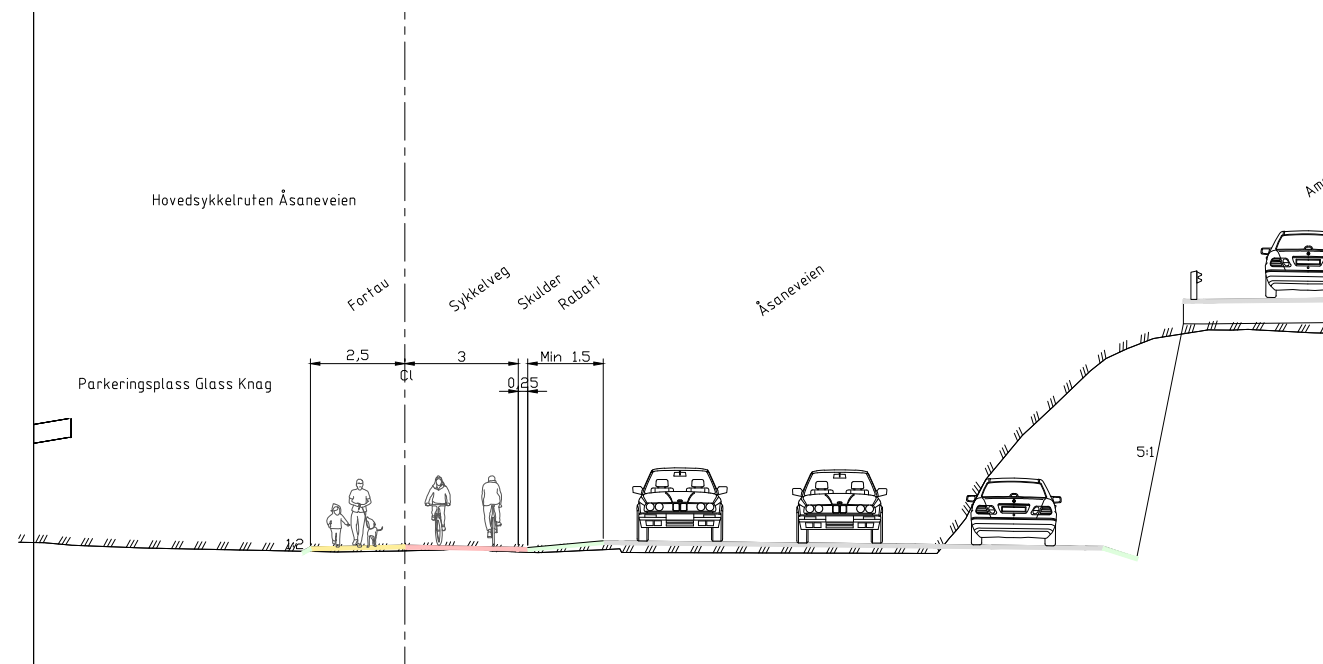 Hovedsykkelruten Åsaneveien
Fortau
Sykkelveg
Skulder
Rabatt
Åsaneveien
2,5
3
Min 1.5
Cl
0,25
Parkeringsplass Glass Knag
5:1
1:2